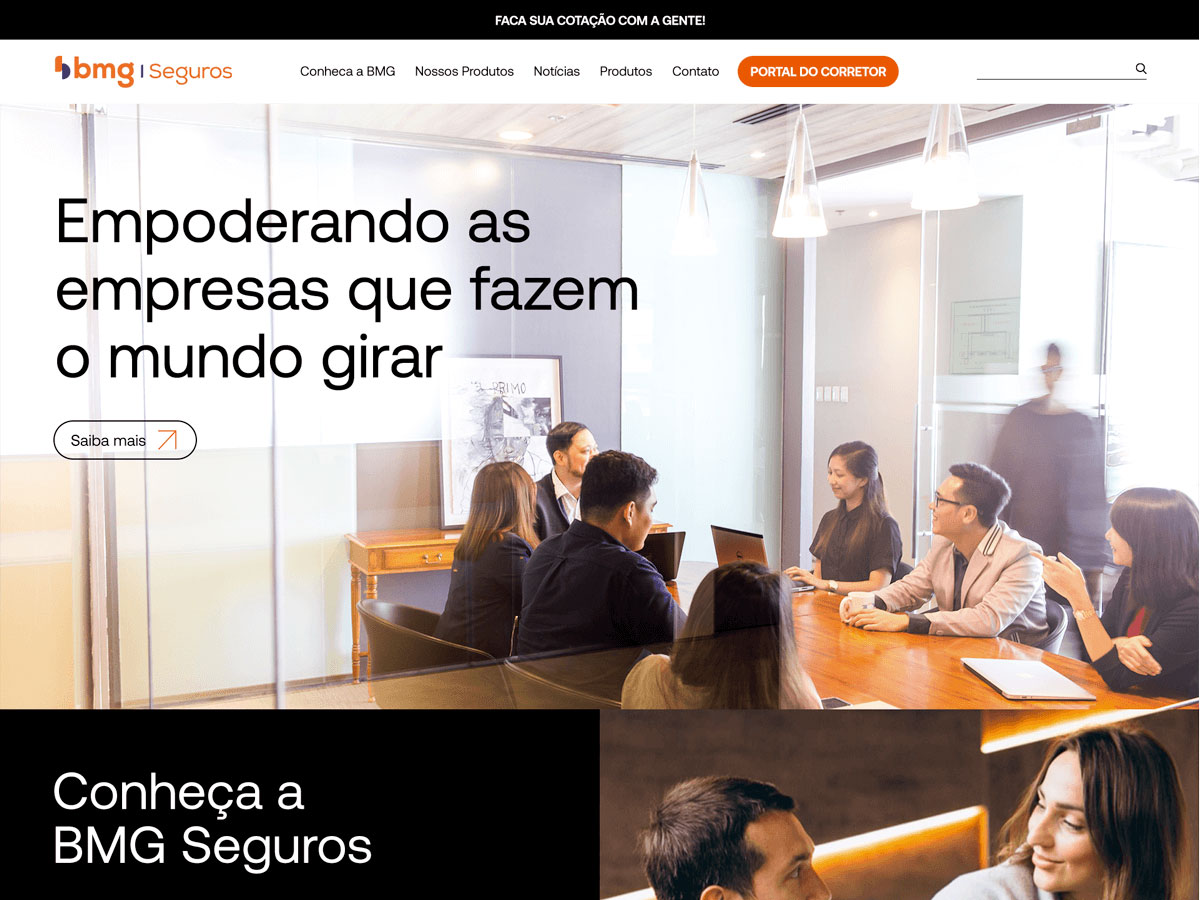 FACA SUA COTAÇÃO COM A GENTE!
bmg | Seguros
Conheca a BMG Nossos Produtos Notícias Produtos Contato PORTAL DO CORRETOR
Empoderando as
empresas que fazem
o mundo girar
PRIMO
Saiba mais
Conheça a
BMG Seguros